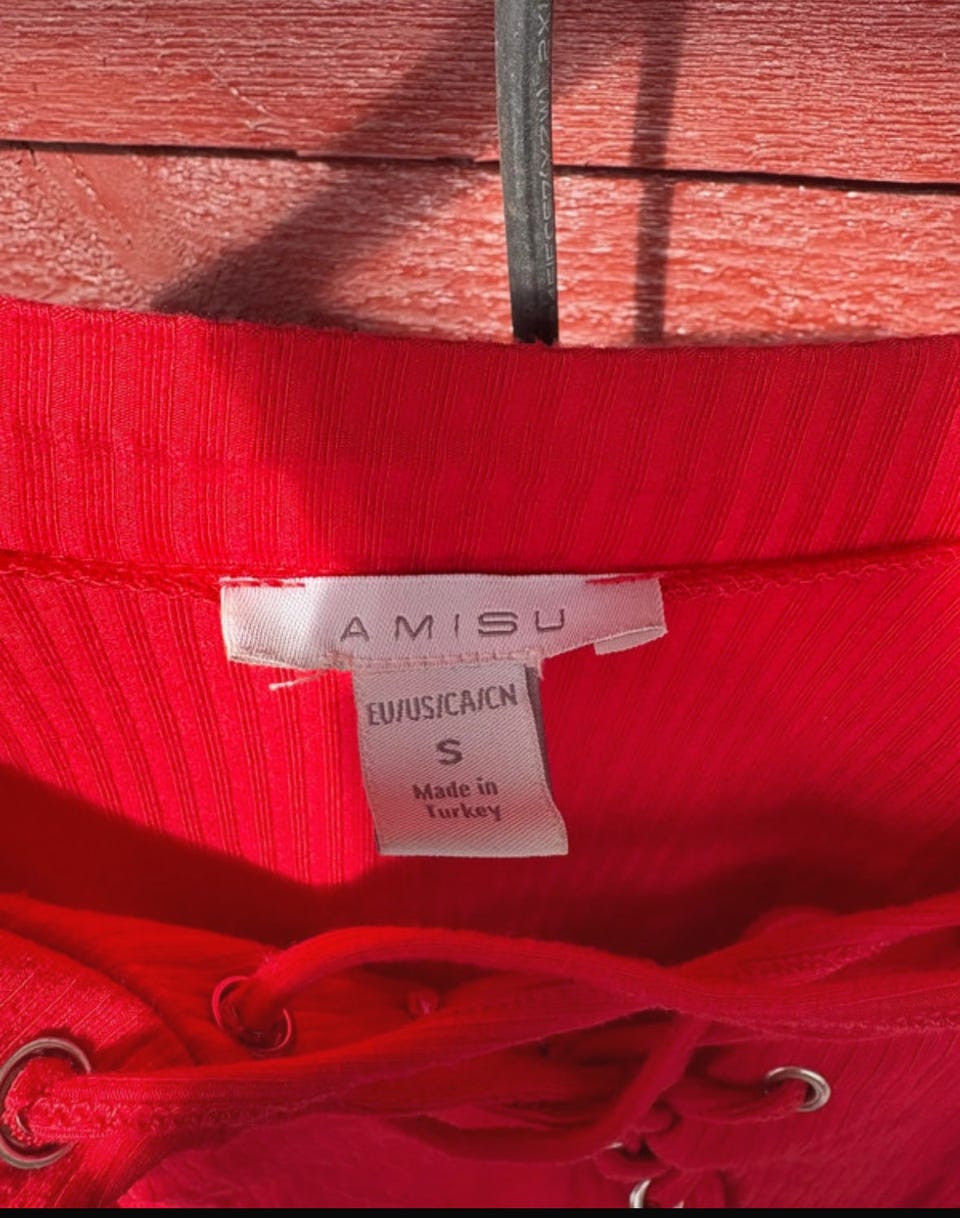 AMISU
EU/US/CA/CN
S
Made in
Turkey